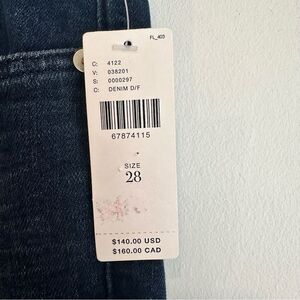 FL_403
C: 4122
V: 038201
S: 0000297
C: DENIM D/F
67874115
SIZE
28
$140.00 USD
$160.00 CAD